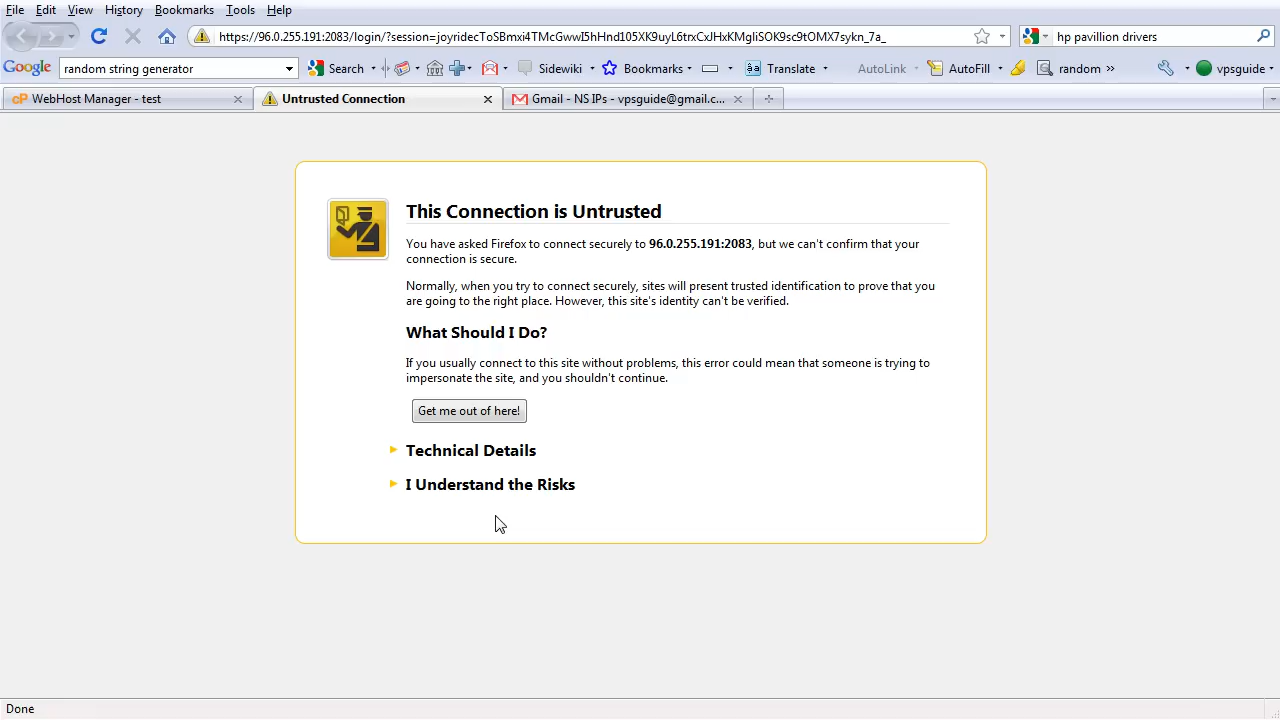 File Edit View History Bookmarks Tools Help
https://96.0.255.191:2083/login/?session=joyridecToSBmxi4TMcGwwI5hHnd105XK9uyL6trxCxJHxKMgIiSOK9sc9tOMX7sykn_7a_
hp pavillion drivers
Google random string generator Search Sidewiki Bookmarks Translate AutoLink AutoFill random » vpsguide
cP WebHost Manager - test
Untrusted Connection
Gmail - NS IPs - vpsguide@gmail.c...
This Connection is Untrusted
You have asked Firefox to connect securely to 96.0.255.191:2083, but we can't confirm that your
connection is secure.
Normally, when you try to connect securely, sites will present trusted identification to prove that you
are going to the right place. However, this site's identity can't be verified.
What Should I Do?
If you usually connect to this site without problems, this error could mean that someone is trying to
impersonate the site, and you shouldn't continue.
Get me out of here!
Technical Details
I Understand the Risks
Done